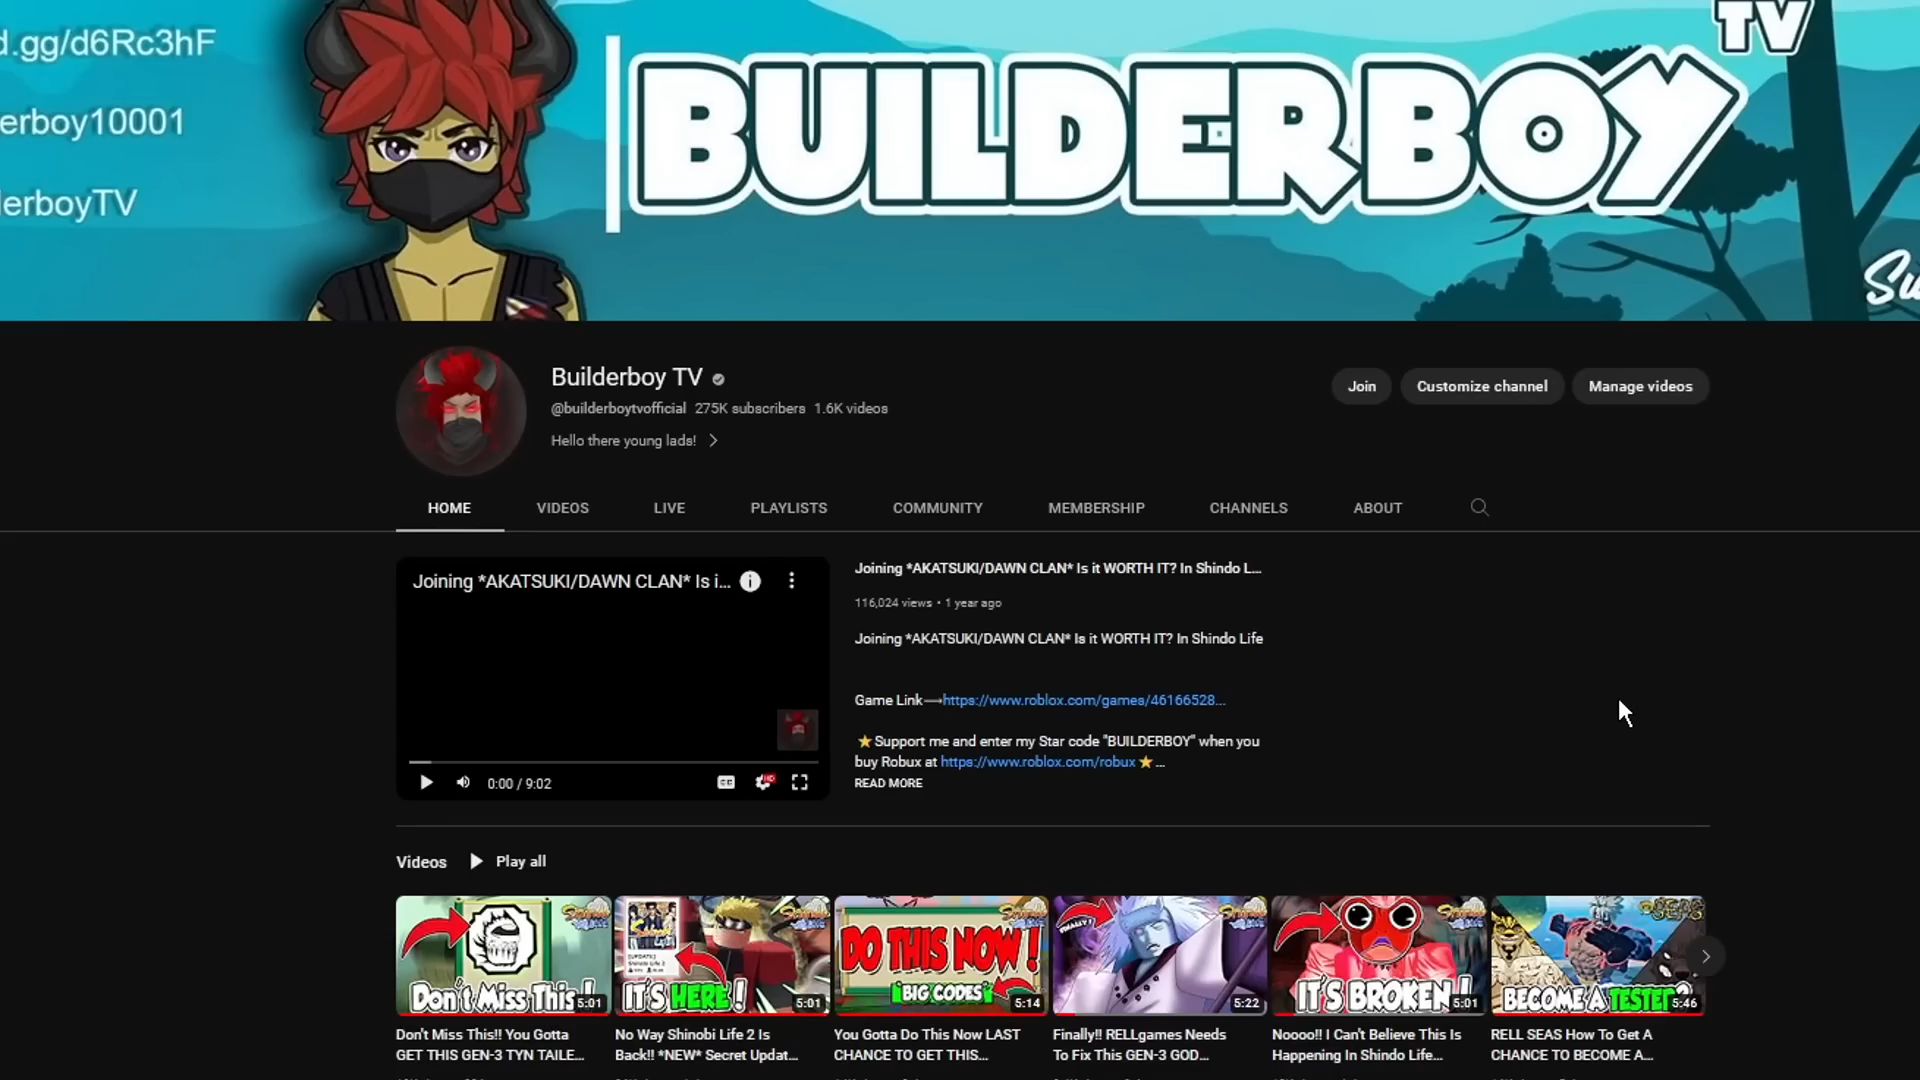 d.gg/d6Rc3hF
erboy10001
lerboyTV
BUILDERBOY
TV
Su
Builderboy TV
@builderboytvofficial 275K subscribers 1.6K videos
Hello there young lads!
Join
Customize channel
Manage videos
HOME
VIDEOS
LIVE
PLAYLISTS
COMMUNITY
MEMBERSHIP
CHANNELS
ABOUT
Joining *AKATSUKI/DAWN CLAN* Is i...
0:00 / 9:02
Joining *AKATSUKI/DAWN CLAN* Is it WORTH IT? In Shindo L...
116,024 views • 1 year ago
Joining *AKATSUKI/DAWN CLAN* Is it WORTH IT? In Shindo Life
Game Link⟶https://www.roblox.com/games/46166528...
⭐Support me and enter my Star code "BUILDERBOY" when you
buy Robux at https://www.roblox.com/robux ⭐...
READ MORE
Videos
Play all
Don't Miss This!
5:01
Don't Miss This!! You Gotta
GET THIS GEN-3 TYN TAILE...
IT'S HERE!
5:01
No Way Shinobi Life 2 Is
Back!! *NEW* Secret Updat...
DO THIS NOW!
BIG CODES
5:14
You Gotta Do This Now LAST
CHANCE TO GET THIS...
FINALLY!
5:22
Finally!! RELLgames Needs
To Fix This GEN-3 GOD...
IT'S BROKEN!
5:01
Noooo!! I Can't Believe This Is
Happening In Shindo Life...
BECOME A TESTER?
5:46
RELL SEAS How To Get A
CHANCE TO BECOME A...